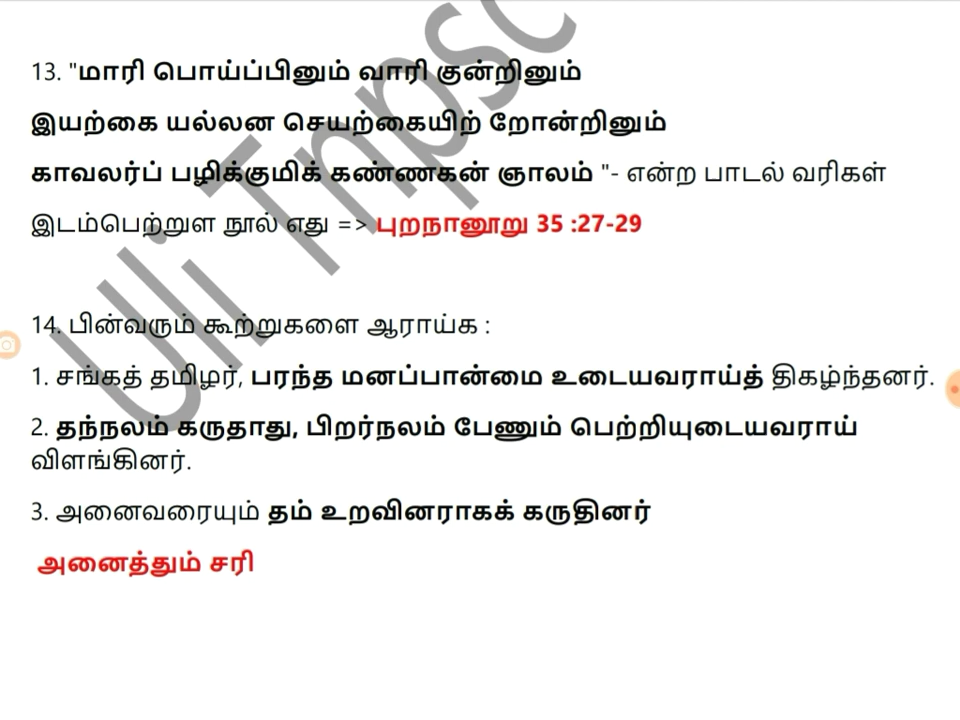 13. "மாரி பொய்ப்பினும் வாரி குன்றினும்
இயற்கை யல்லன செயற்கையிற் றோன்றினும்
காவலர்ப் பழிக்குமிக் கண்ணகன் ஞாலம் "- என்ற பாடல் வரிகள்
இடம்பெற்றுள நூல் எது => புறநானூறு 35 :27-29
14. பின்வரும் கூற்றுகளை ஆராய்க :
1. சங்கத் தமிழர், பரந்த மனப்பான்மை உடையவராய்த் திகழ்ந்தனர்.
2. தந்நலம் கருதாது, பிறர்நலம் பேணும் பெற்றியுடையவராய்
விளங்கினர்.
3. அனைவரையும் தம் உறவினராகக் கருதினர்
அனைத்தும் சரி
Uli Tnpsc